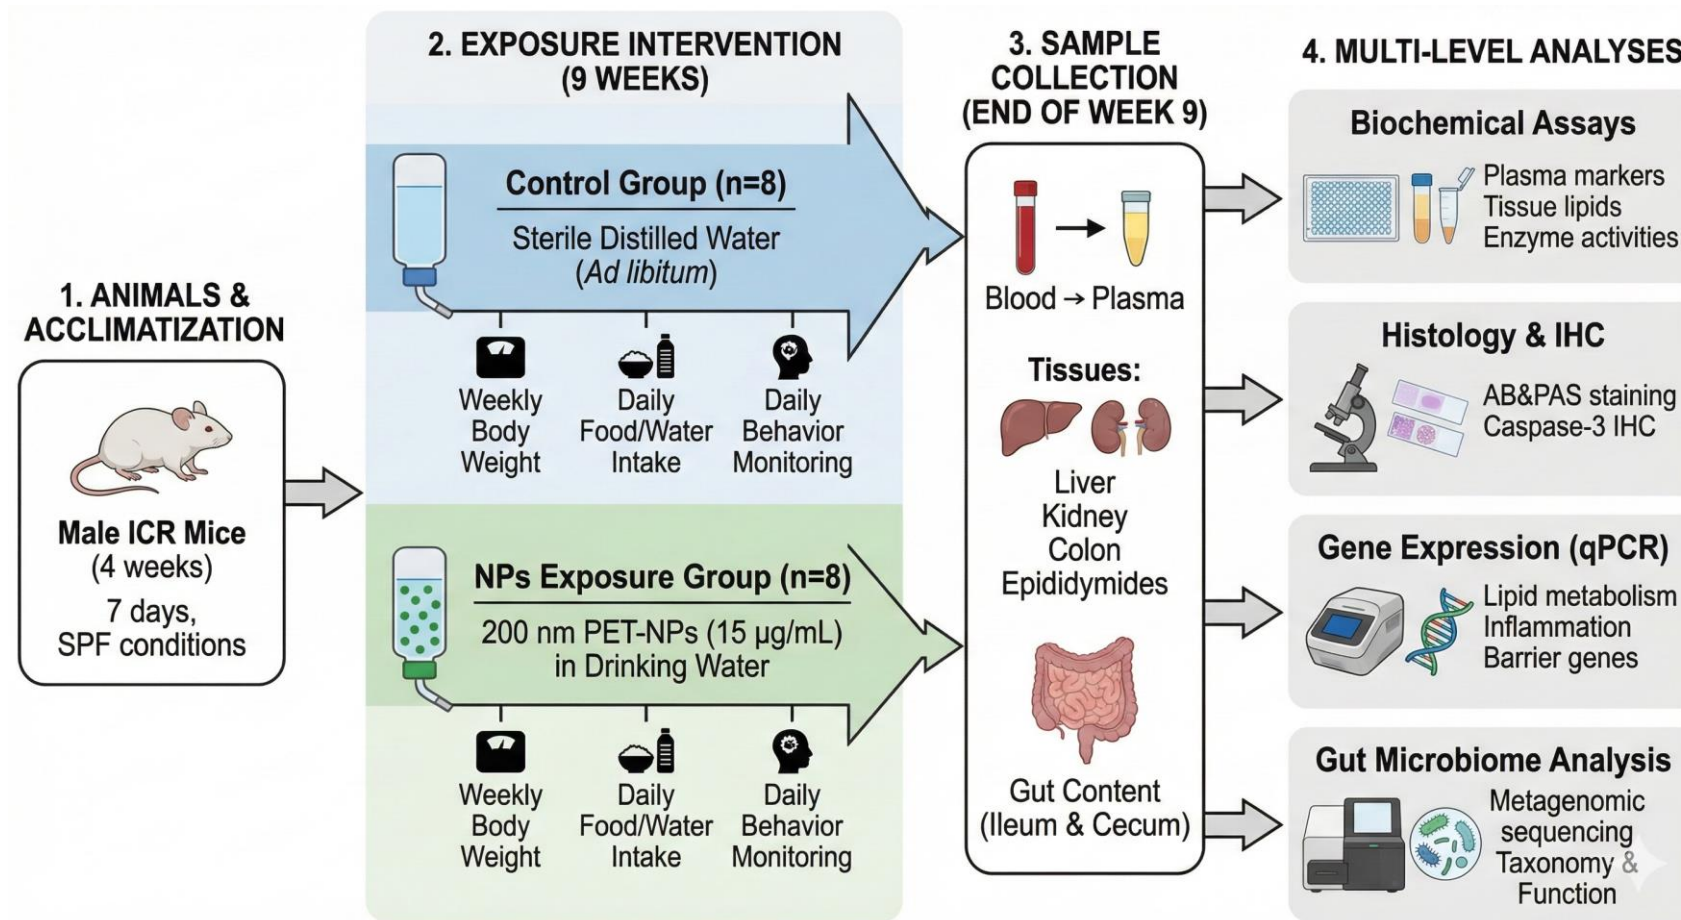 1. ANIMALS &
ACCLIMATIZATION
Male ICR Mice
(4 weeks)
7 days,
SPF conditions
2. EXPOSURE INTERVENTION
(9 WEEKS)
Control Group (n=8)
Sterile Distilled Water
(Ad libitum)
Weekly
Body
Weight
Daily
Food/Water
Intake
Daily
Behavior
Monitoring
NPs Exposure Group (n=8)
200 nm PET-NPs (15 µg/mL)
in Drinking Water
Weekly
Body
Weight
Daily
Food/Water
Intake
Daily
Behavior
Monitoring
3. SAMPLE
COLLECTION
(END OF WEEK 9)
Blood → Plasma
Tissues:
Liver
Kidney
Colon
Epididymides
Gut Content
(Ileum & Cecum)
4. MULTI-LEVEL ANALYSES
Biochemical Assays
Plasma markers
Tissue lipids
Enzyme activities
Histology & IHC
AB&PAS staining
Caspase-3 IHC
Gene Expression (qPCR)
Lipid metabolism
Inflammation
Barrier genes
Gut Microbiome Analysis
Metagenomic
sequencing
Taxonomy &
Function